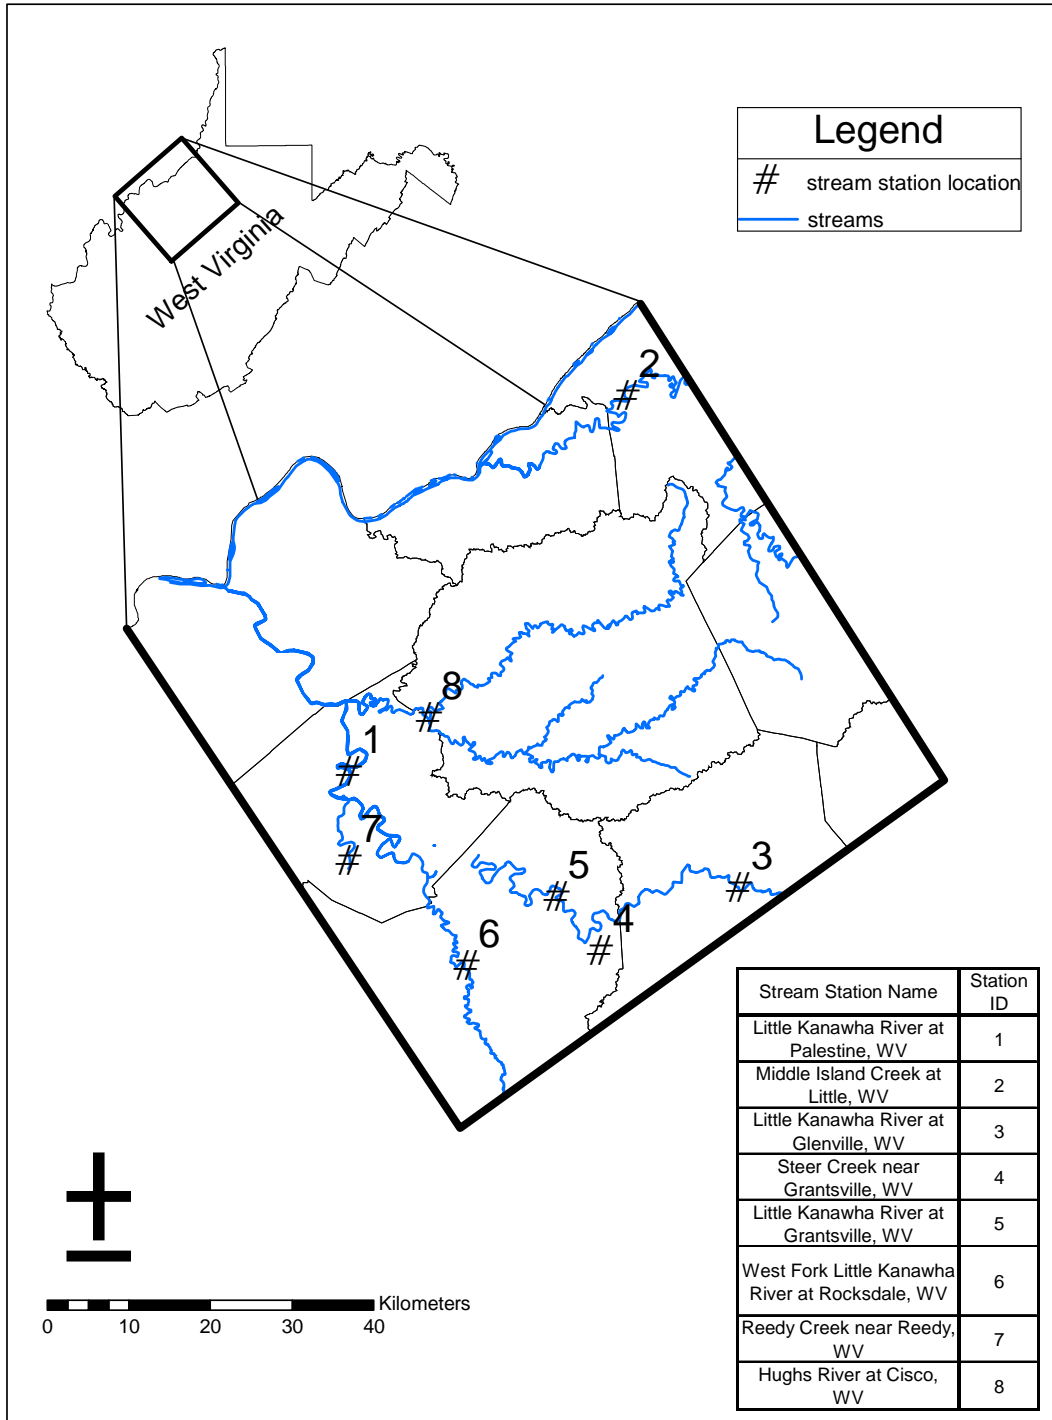 Legend
# stream station location
streams
West Virginia
2
8
1
7
5
3
4
6
Stream Station Name Station ID
Little Kanawha River at Palestine, WV 1
Middle Island Creek at Little, WV 2
Little Kanawha River at Glenville, WV 3
Steer Creek near Grantsville, WV 4
Little Kanawha River at Grantsville, WV 5
West Fork Little Kanawha River at Rocksdale, WV 6
Reedy Creek near Reedy, WV 7
Hughs River at Cisco, WV 8
Kilometers
0 10 20 30 40